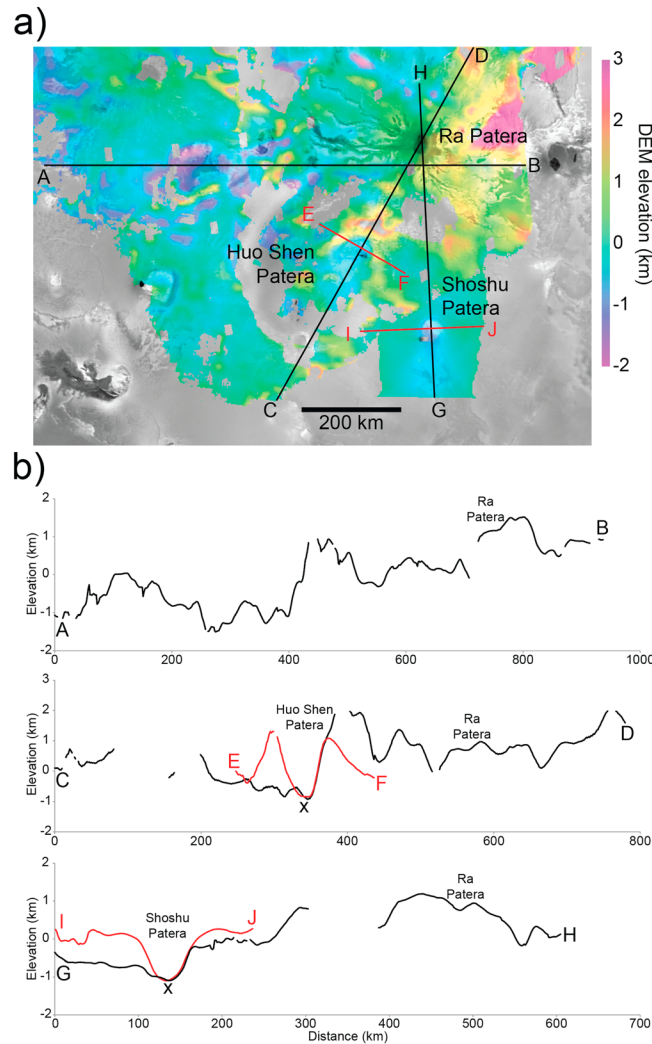 a)
D
H
Ra Patera
A
B
E
Huo Shen
Patera
F
Shoshu
Patera
I
J
C
200 km
G
3
2
1
0
-1
-2
DEM elevation (km)
b)
2
1
0
-1
-2
Elevation (km)
A
Ra
Patera
B
0
200
400
600
800
1000
3
2
1
0
-1
-2
Elevation (km)
C
E
Huo Shen
Patera
x
F
Ra
Patera
D
0
200
400
600
800
2
1
0
-1
-2
Elevation (km)
I
G
Shoshu
Patera
x
J
Ra
Patera
H
0
100
200
300
400
500
600
700
Distance (km)